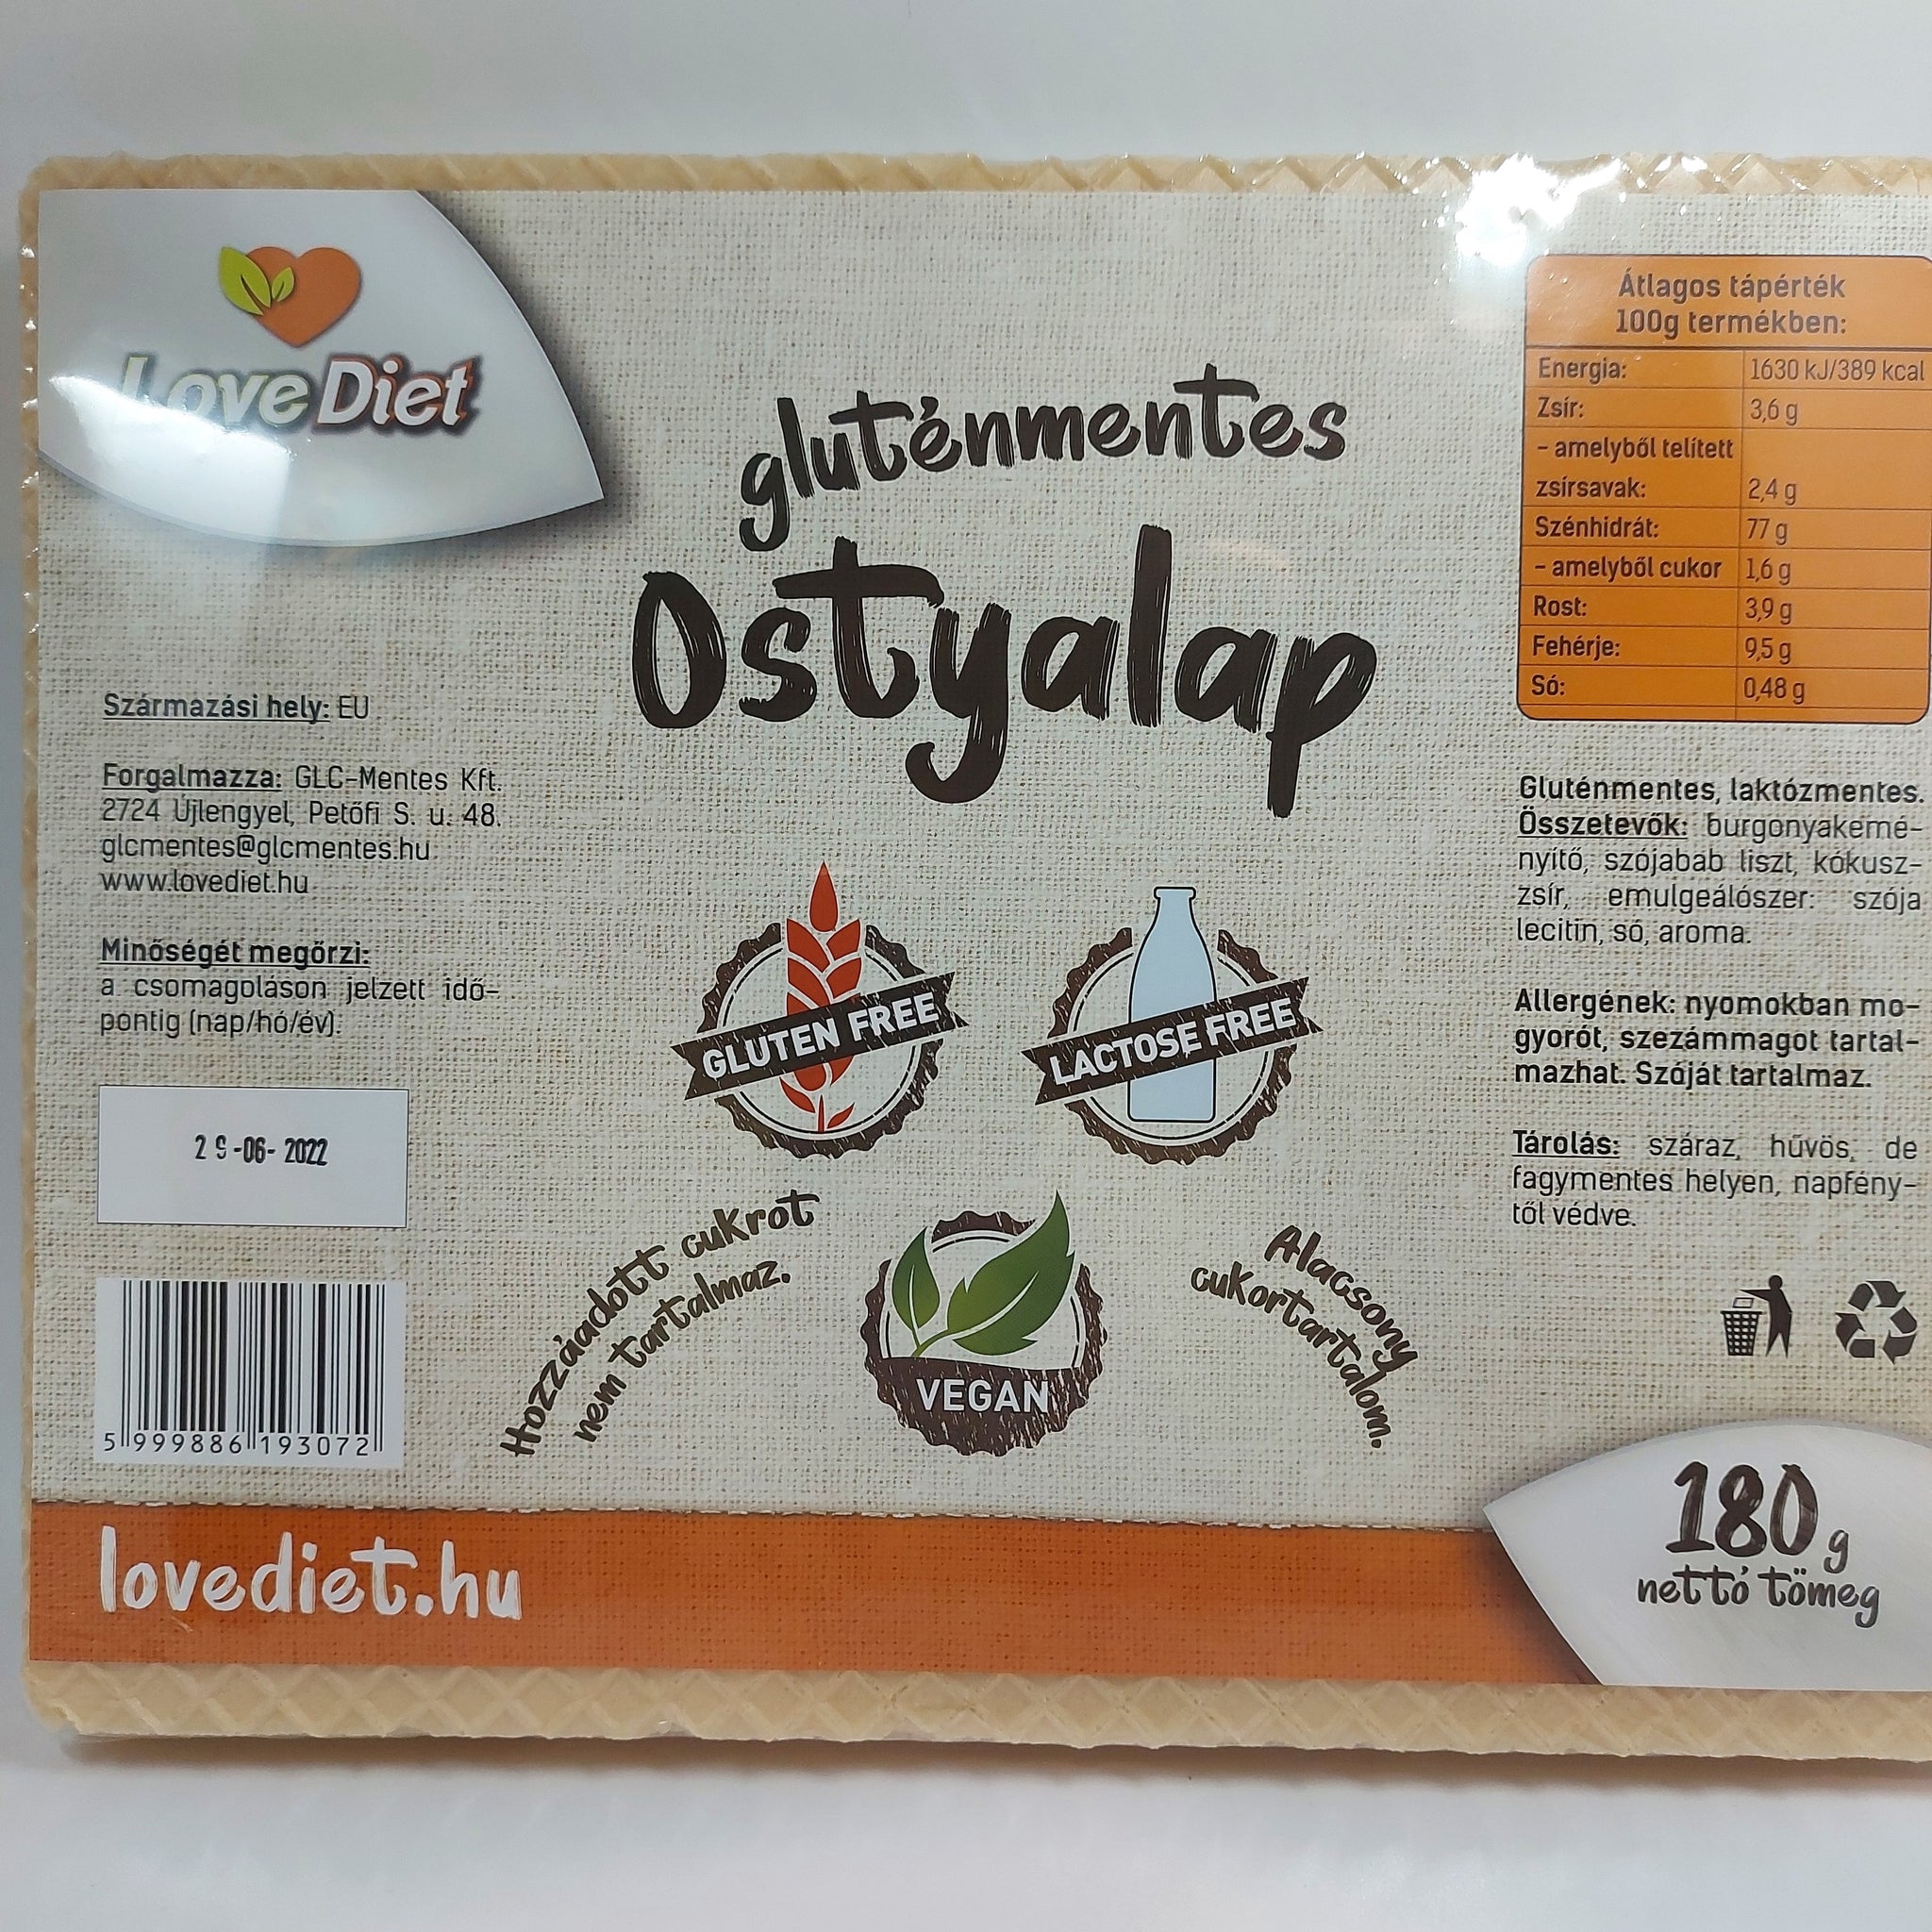 Love Diet
gluténmentes
Ostyalap
Származási hely: EU
Forgalmazza: GLC-Mentes Kft.
2724 Újlengyel, Petőfi S. u. 48.
glcmentes@glcmentes.hu
www.lovediet.hu
Minőségét megőrzi:
a csomagoláson jelzett idő-
pontig (nap/hó/év).
-06- 2022
5 999886 193072
GLUTEN FREE
LACTOSE FREE
Hozzáadott cukrot
nem tartalmaz.
VEGAN
Alacsony
cukortartalom.
Átlagos tápérték
100g termékben:
Energia: 1630 kJ/389 kcal
Zsír: 3,6 g
- amelyből telített
zsírsavak: 2,4 g
Szénhidrát: 77 g
- amelyből cukor 1,6 g
Rost: 3,9 g
Fehérje: 9,5 g
Só: 0,48 g
Gluténmentes, laktózmentes.
Összetevők: burgonyakemé-
nyítő, szójabab liszt, kókusz-
zsír, emulgeálószer: szója
lecitin, só, aroma.
Allergének: nyomokban mo-
gyorót, szezámmagot tartal-
mazhat. Szóját tartalmaz.
Tárolás: száraz, hűvös, de
fagymentes helyen, napfény-
től védve.
lovediet.hu
180 g
nettó tömeg